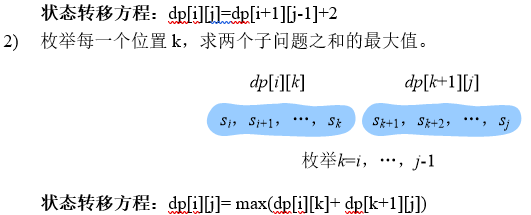 状态转移方程：dp[i][j]=dp[i+1][j-1]+2
2) 枚举每一个位置 k，求两个子问题之和的最大值。
dp[i][k] dp[k+1][j]
sᵢ，sᵢ₊₁，…，sₖ sₖ₊₁，sₖ₊₂，…，sⱼ
枚举k=i，…，j-1
状态转移方程：dp[i][j]= max(dp[i][k]+ dp[k+1][j])